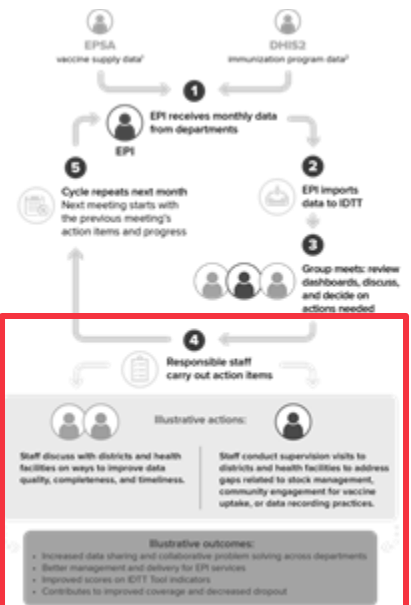 EPSA
vaccine supply data¹
DHIS2
immunization program data²
1
EPI receives monthly data
from departments
EPI
2
EPI imports
data to IDTT
3
Group meets: review
dashboards, discuss,
and decide on
actions needed
5
Cycle repeats next month
Next meeting starts with
the previous meeting's
action items and progress
4
Responsible staff
carry out action items
Illustrative actions:
Staff discuss with districts and health
facilities on ways to improve data
quality, completeness, and timeliness.
Staff conduct supervision visits to
districts and health facilities to address
gaps related to stock management,
community engagement for vaccine
uptake, or data recording practices.
Illustrative outcomes:
• Increased data sharing and collaborative problem solving across departments
• Better management and delivery for EPI services
• Improved scores on IDTT Tool indicators
• Contributes to improved coverage and decreased dropout